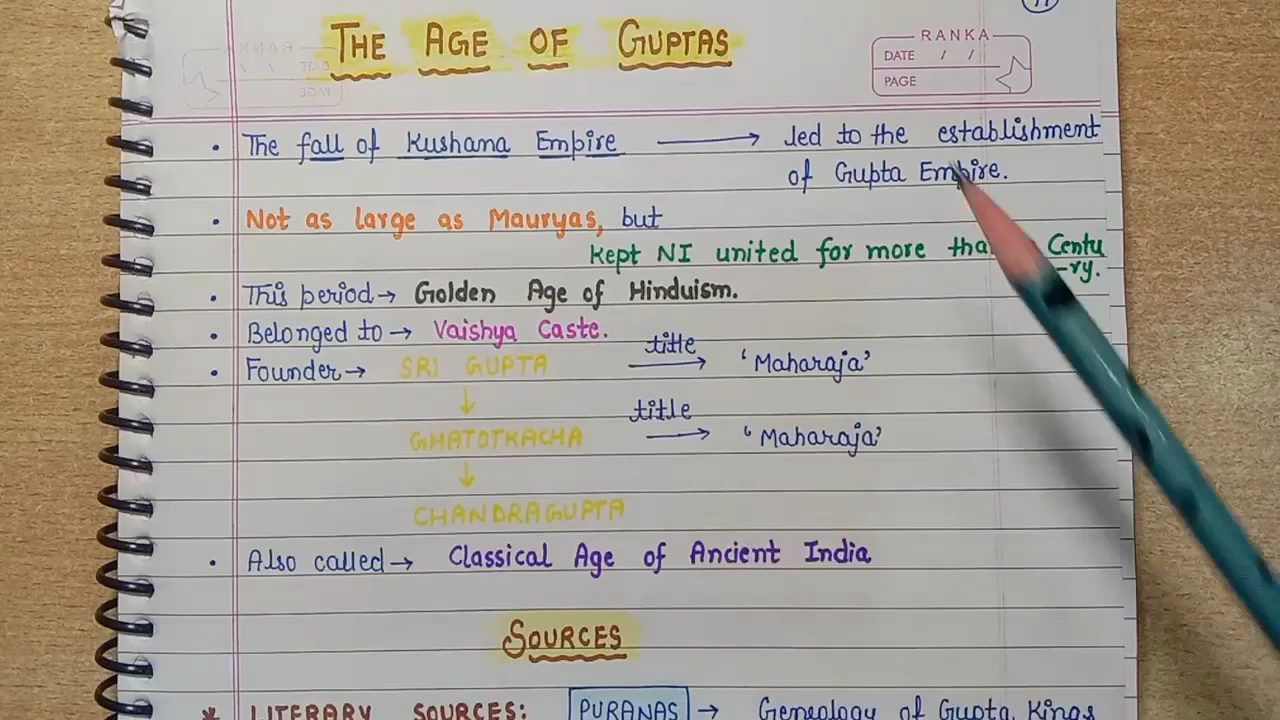 THE AGE OF GUPTAS
RANKA
DATE / /
PAGE
• The fall of Kushana Empire → led to the establishment
of Gupta Empire.
• Not as large as Mauryas, but
kept NI united for more tha Centu
-ry.
• This period → Golden Age of Hinduism.
• Belonged to → Vaishya Caste.
• Founder → SRI GUPTA title → 'Maharaja'
↓
GHATOTKACHA title → 'Maharaja'
↓
CHANDRAGUPTA
• Also called → Classical Age of Ancient India
SOURCES
* LITERARY SOURCES: PURANAS → Geneology of Gupta Kings